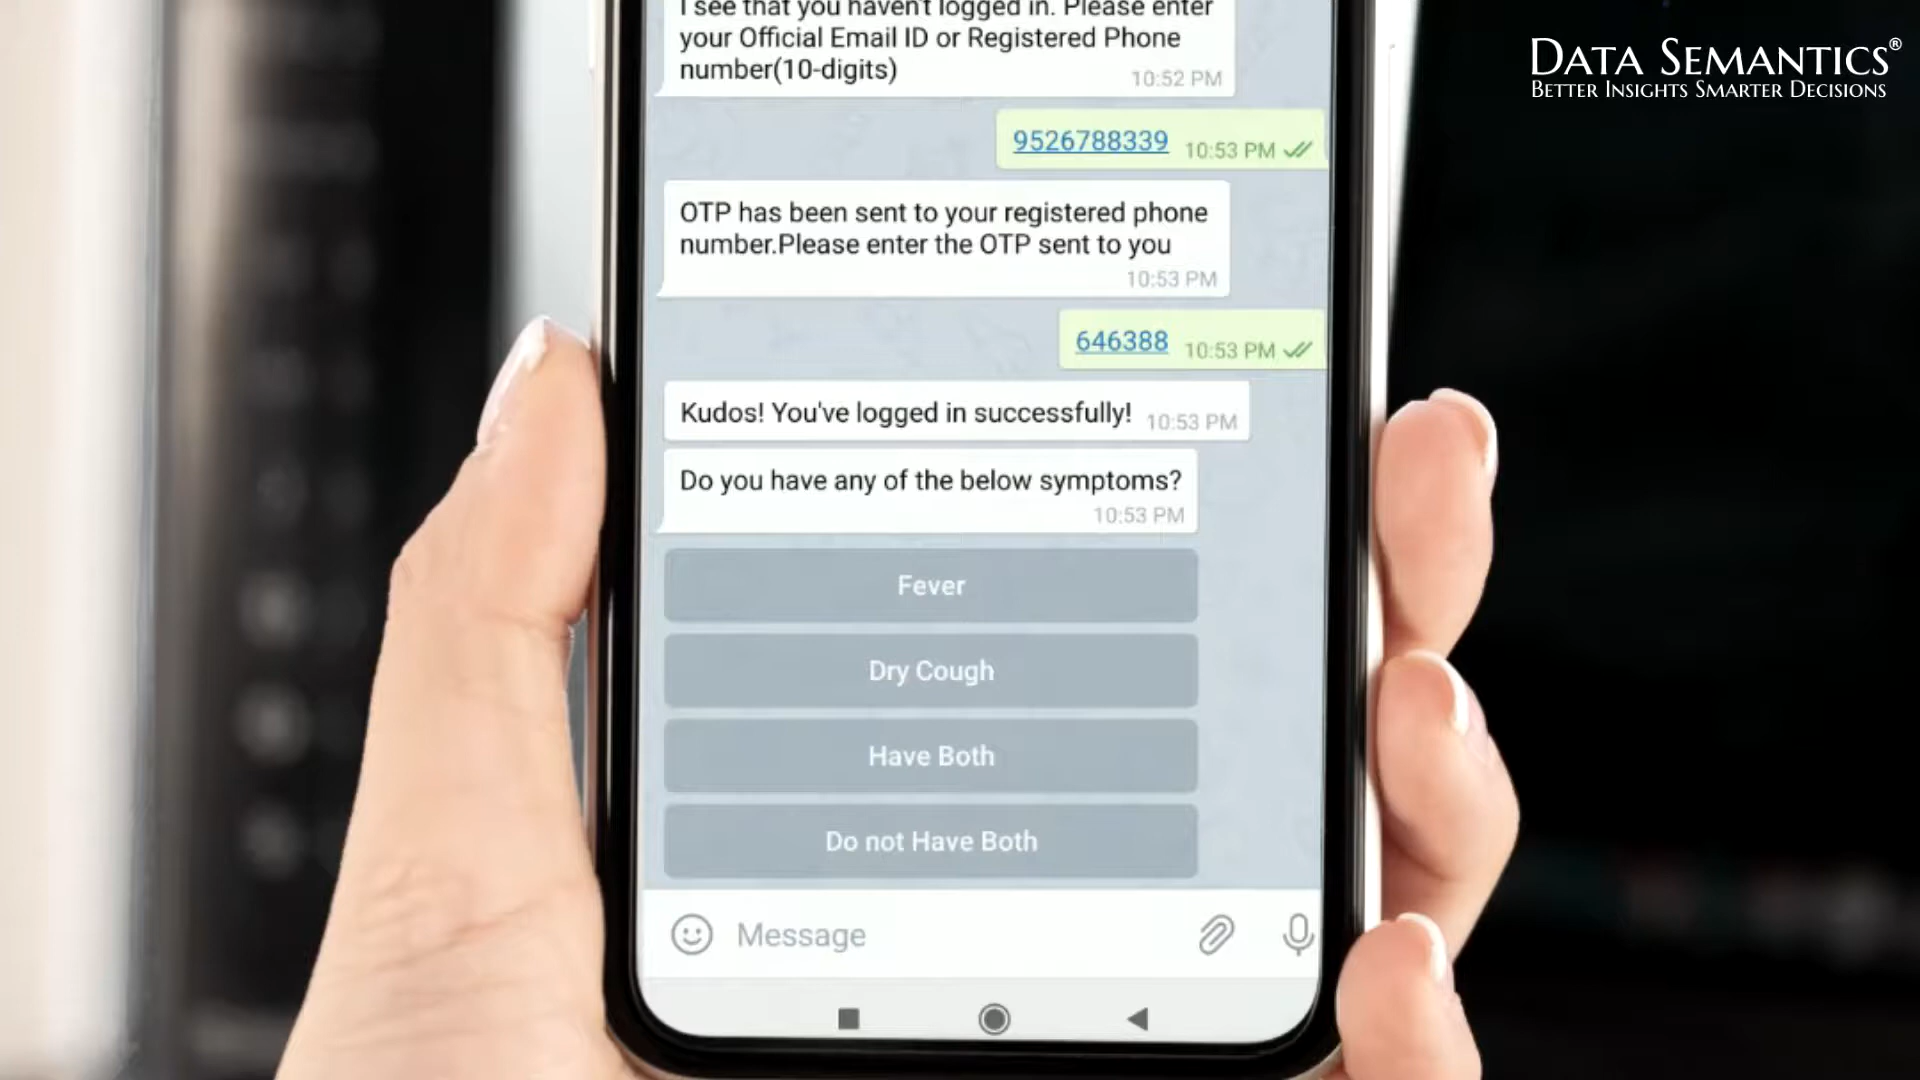 I see that you haven't logged in. Please enter
your Official Email ID or Registered Phone
number(10-digits)
10:52 PM
9526788339 10:53 PM
OTP has been sent to your registered phone
number.Please enter the OTP sent to you
10:53 PM
646388 10:53 PM
Kudos! You've logged in successfully! 10:53 PM
Do you have any of the below symptoms?
10:53 PM
Fever
Dry Cough
Have Both
Do not Have Both
Message
DATA SEMANTICS®
BETTER INSIGHTS SMARTER DECISIONS